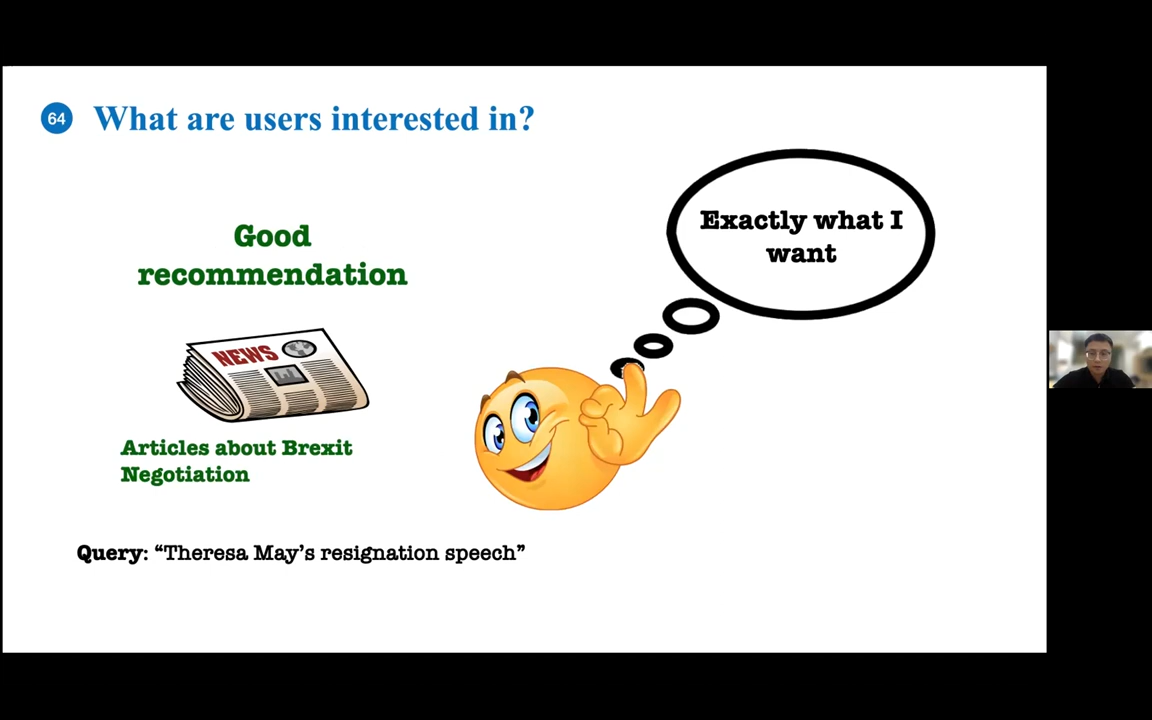 64
What are users interested in?
Good
recommendation
NEWS
Articles about Brexit
Negotiation
Exactly what I
want
Query: “Theresa May’s resignation speech”